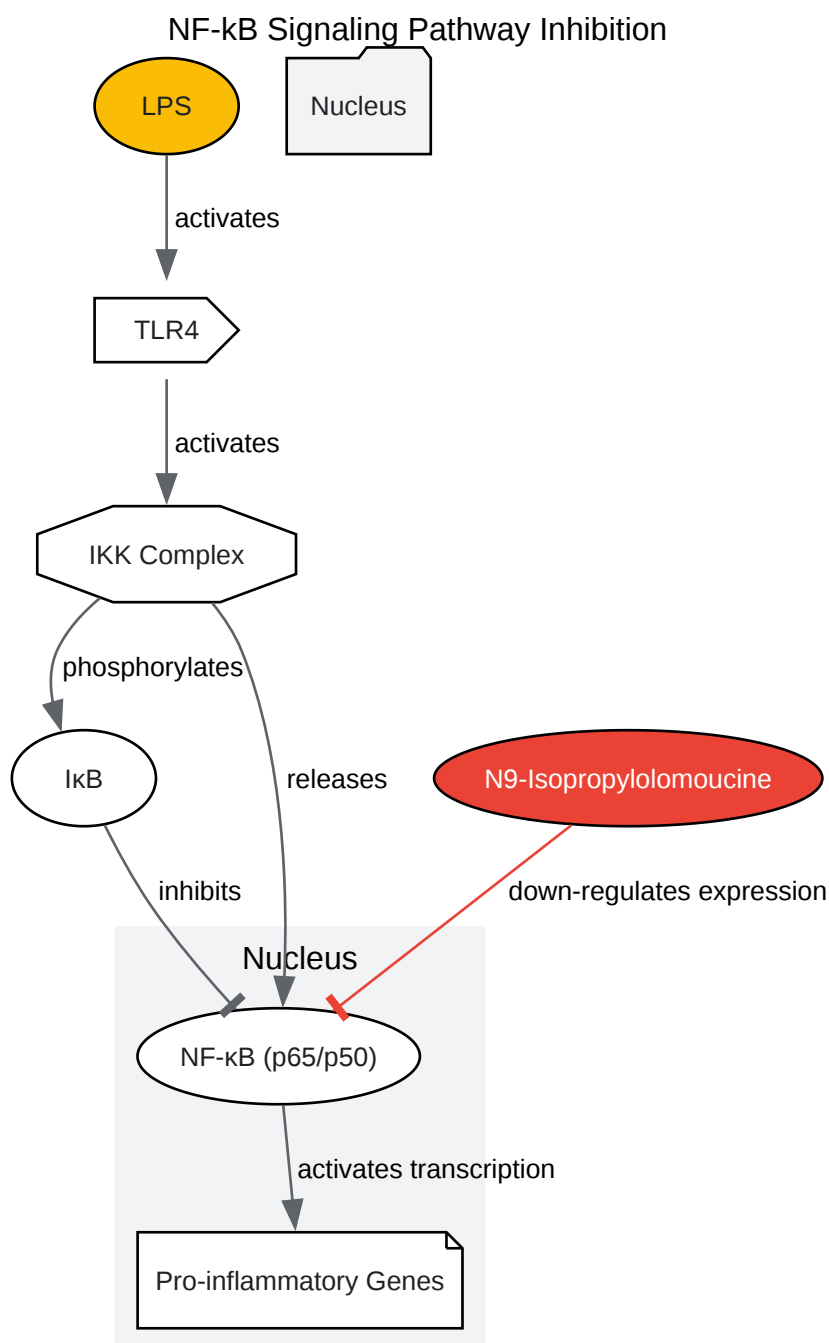 NF-kB Signaling Pathway Inhibition
LPS
Nucleus
activates
TLR4
activates
IKK Complex
phosphorylates
IκB
releases
N9-Isopropylolomoucine
inhibits
down-regulates expression
Nucleus
NF-κB (p65/p50)
activates transcription
Pro-inflammatory Genes